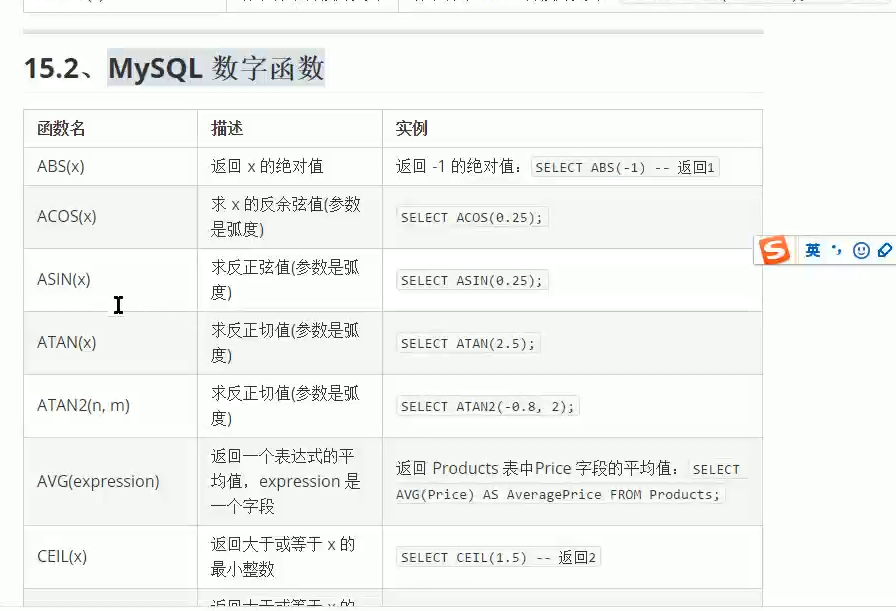 15.2、MySQL 数字函数
函数名 描述 实例
ABS(x) 返回 x 的绝对值 返回 -1 的绝对值： SELECT ABS(-1) -- 返回1
ACOS(x) 求 x 的反余弦值(参数
是弧度) SELECT ACOS(0.25);
ASIN(x) 求反正弦值(参数是弧
度) SELECT ASIN(0.25);
ATAN(x) 求反正切值(参数是弧
度) SELECT ATAN(2.5);
ATAN2(n, m) 求反正切值(参数是弧
度) SELECT ATAN2(-0.8, 2);
AVG(expression) 返回一个表达式的平
均值，expression 是
一个字段 返回 Products 表中Price 字段的平均值： SELECT
AVG(Price) AS AveragePrice FROM Products;
CEIL(x) 返回大于或等于 x 的
最小整数 SELECT CEIL(1.5) -- 返回2
返回大于或等于 x 的
英